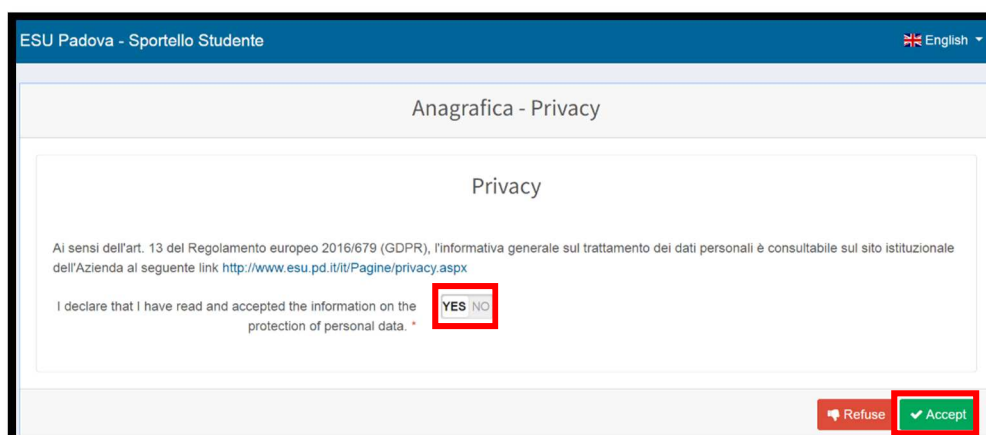 ESU Padova - Sportello Studente
English
Anagrafica - Privacy
Privacy
Ai sensi dell'art. 13 del Regolamento europeo 2016/679 (GDPR), l'informativa generale sul trattamento dei dati personali è consultabile sul sito istituzionale
dell'Azienda al seguente link http://www.esu.pd.it/it/Pagine/privacy.aspx
I declare that I have read and accepted the information on the
protection of personal data. *
YES NO
Refuse
Accept